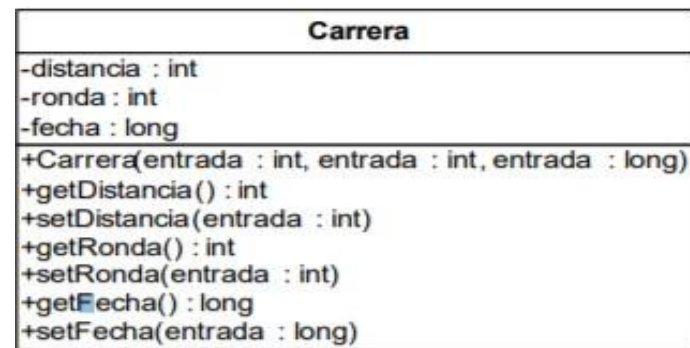 Carrera
-distancia : int
-ronda : int
-fecha : long
+Carrera(entrada : int, entrada : int, entrada : long)
+getDistancia() : int
+setDistancia(entrada : int)
+getRonda() : int
+setRonda(entrada : int)
+getFecha() : long
+setFecha(entrada : long)